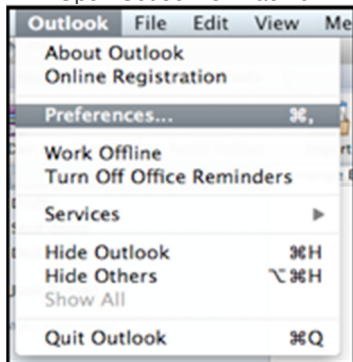 Outlook File Edit View Me
About Outlook
Online Registration
Preferences... ⌘,
Work Offline
Turn Off Office Reminders
Services ▶
Hide Outlook ⌘H
Hide Others ⌥⌘H
Show All
Quit Outlook ⌘Q